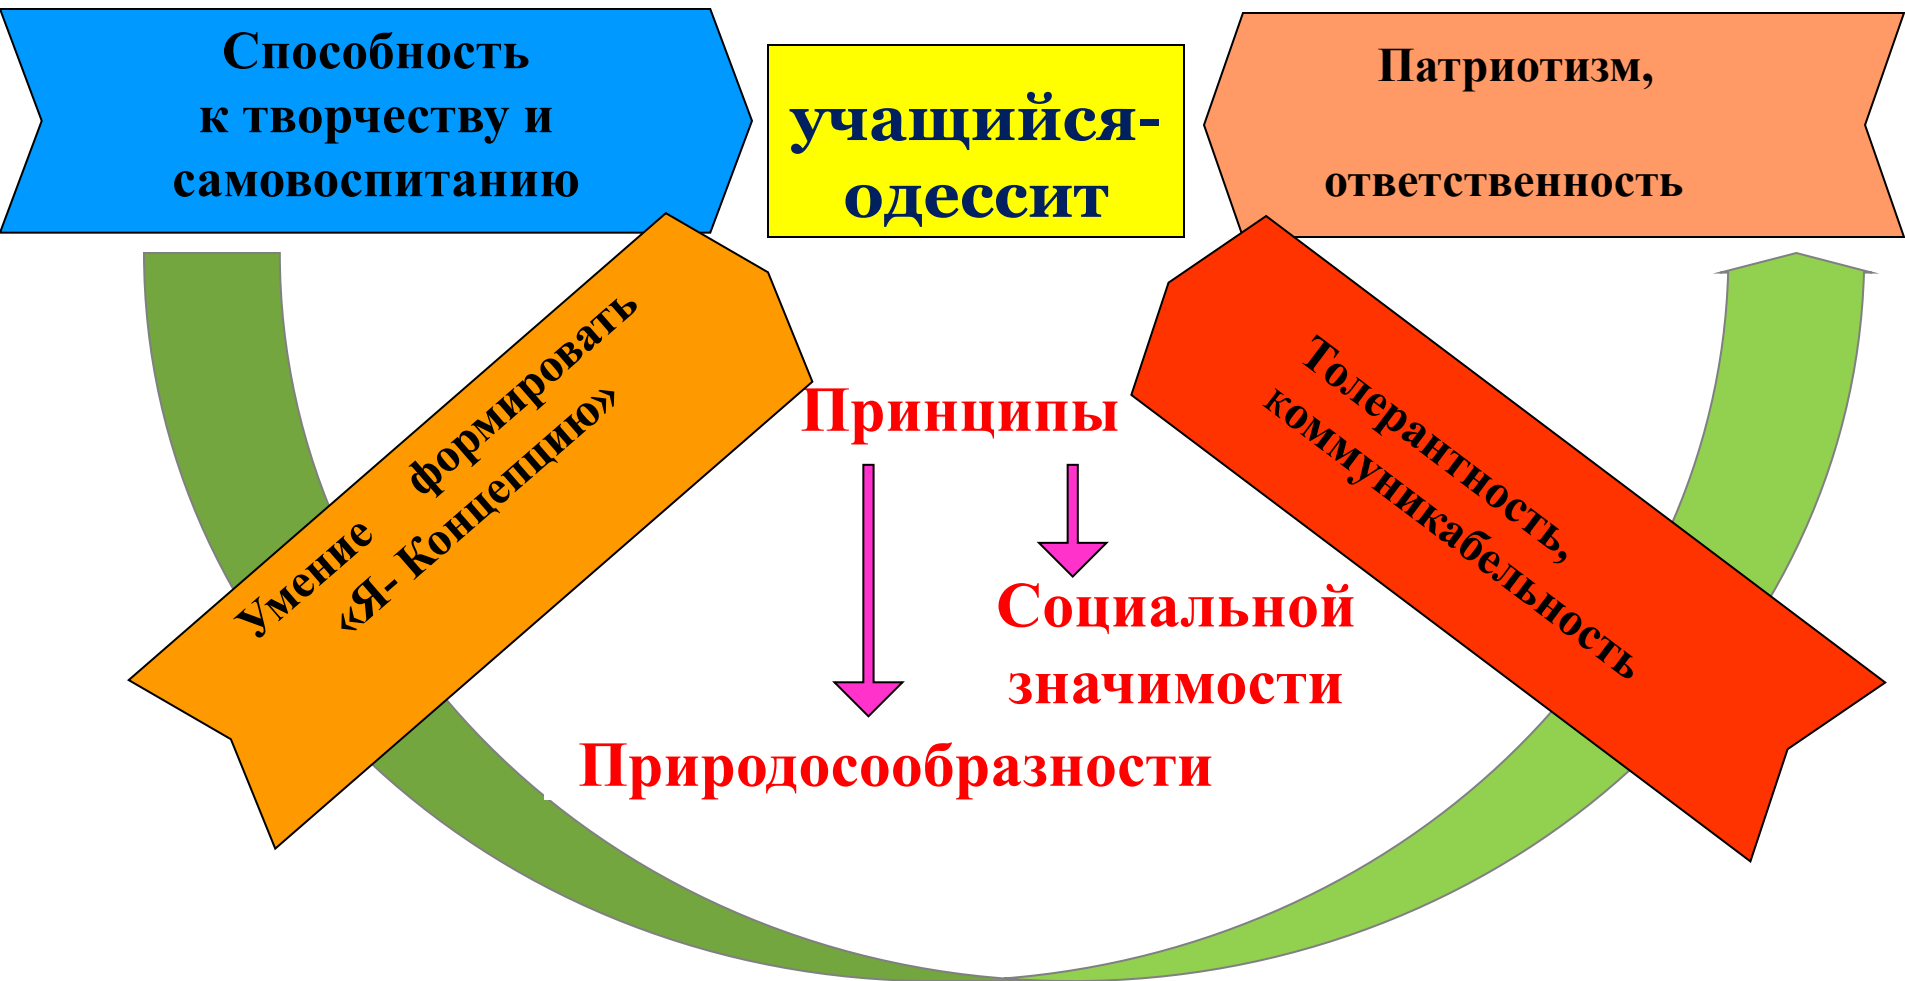 Способность
к творчеству и
самовоспитанию
учащийся-
одессит
Патриотизм,
ответственность
Умение формировать
«Я- Концепцию»
Толерантность,
коммуникабельность
Принципы
Социальной
значимости
Природосообразности